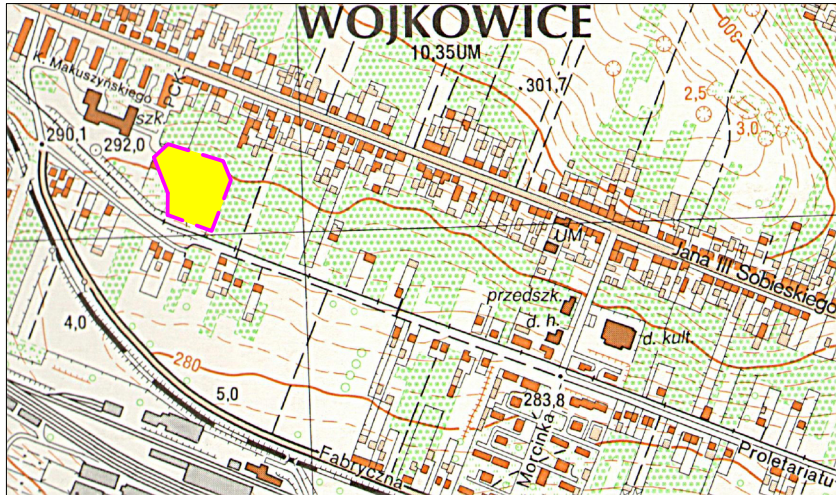 WOJKOWICE
10,35UM
300
301,7
2,5
3,0
K. Makuszyńskiego
PCK
szk.
290,1
292,0
UM
Jana III Sobieskiego
przedszk.
d. h.
d. kult.
4,0
280
5,0
283,8
Morcinka
Fabryczna
Proletariatu